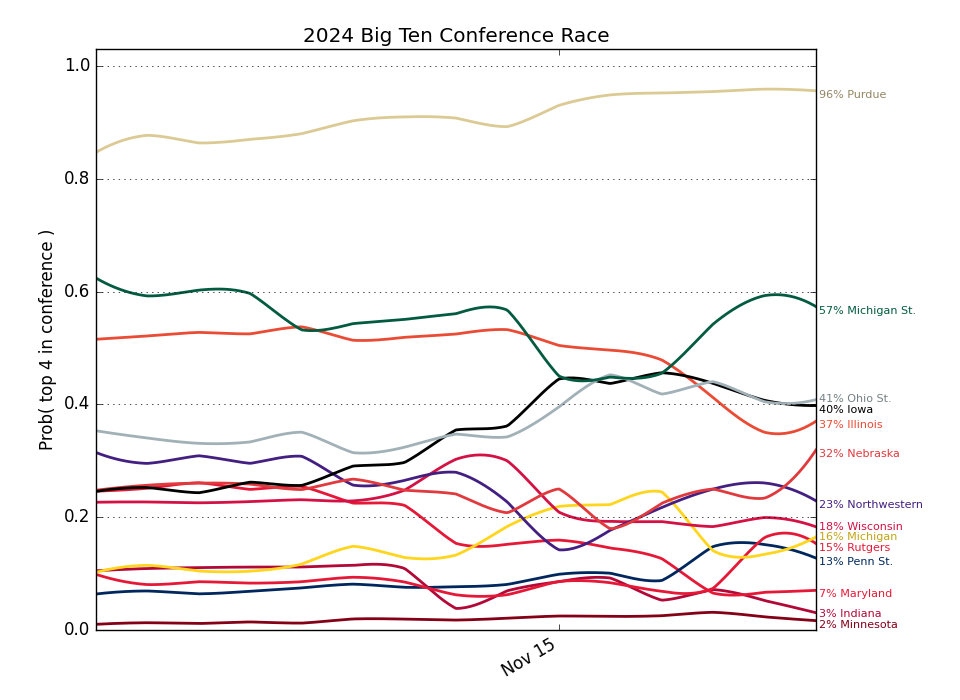 2024 Big Ten Conference Race
Prob( top 4 in conference )
1.0
0.8
0.6
0.4
0.2
0.0
Nov 15
96% Purdue
57% Michigan St.
41% Ohio St.
40% Iowa
37% Illinois
32% Nebraska
23% Northwestern
18% Wisconsin
16% Michigan
15% Rutgers
13% Penn St.
7% Maryland
3% Indiana
2% Minnesota